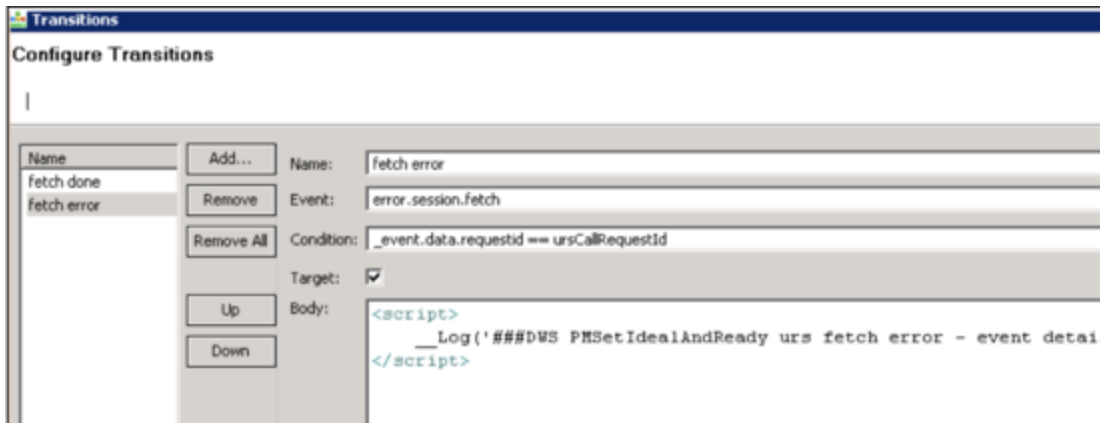 Transitions
Configure Transitions
Name
fetch done
fetch error
Add...
Remove
Remove All
Up
Down
Name: fetch error
Event: error.session.fetch
Condition: _event.data.requestid == ursCallRequestId
Target:
Body: <script>
__Log('###DWS PMSetIdealAndReady urs fetch error - event detai
</script>